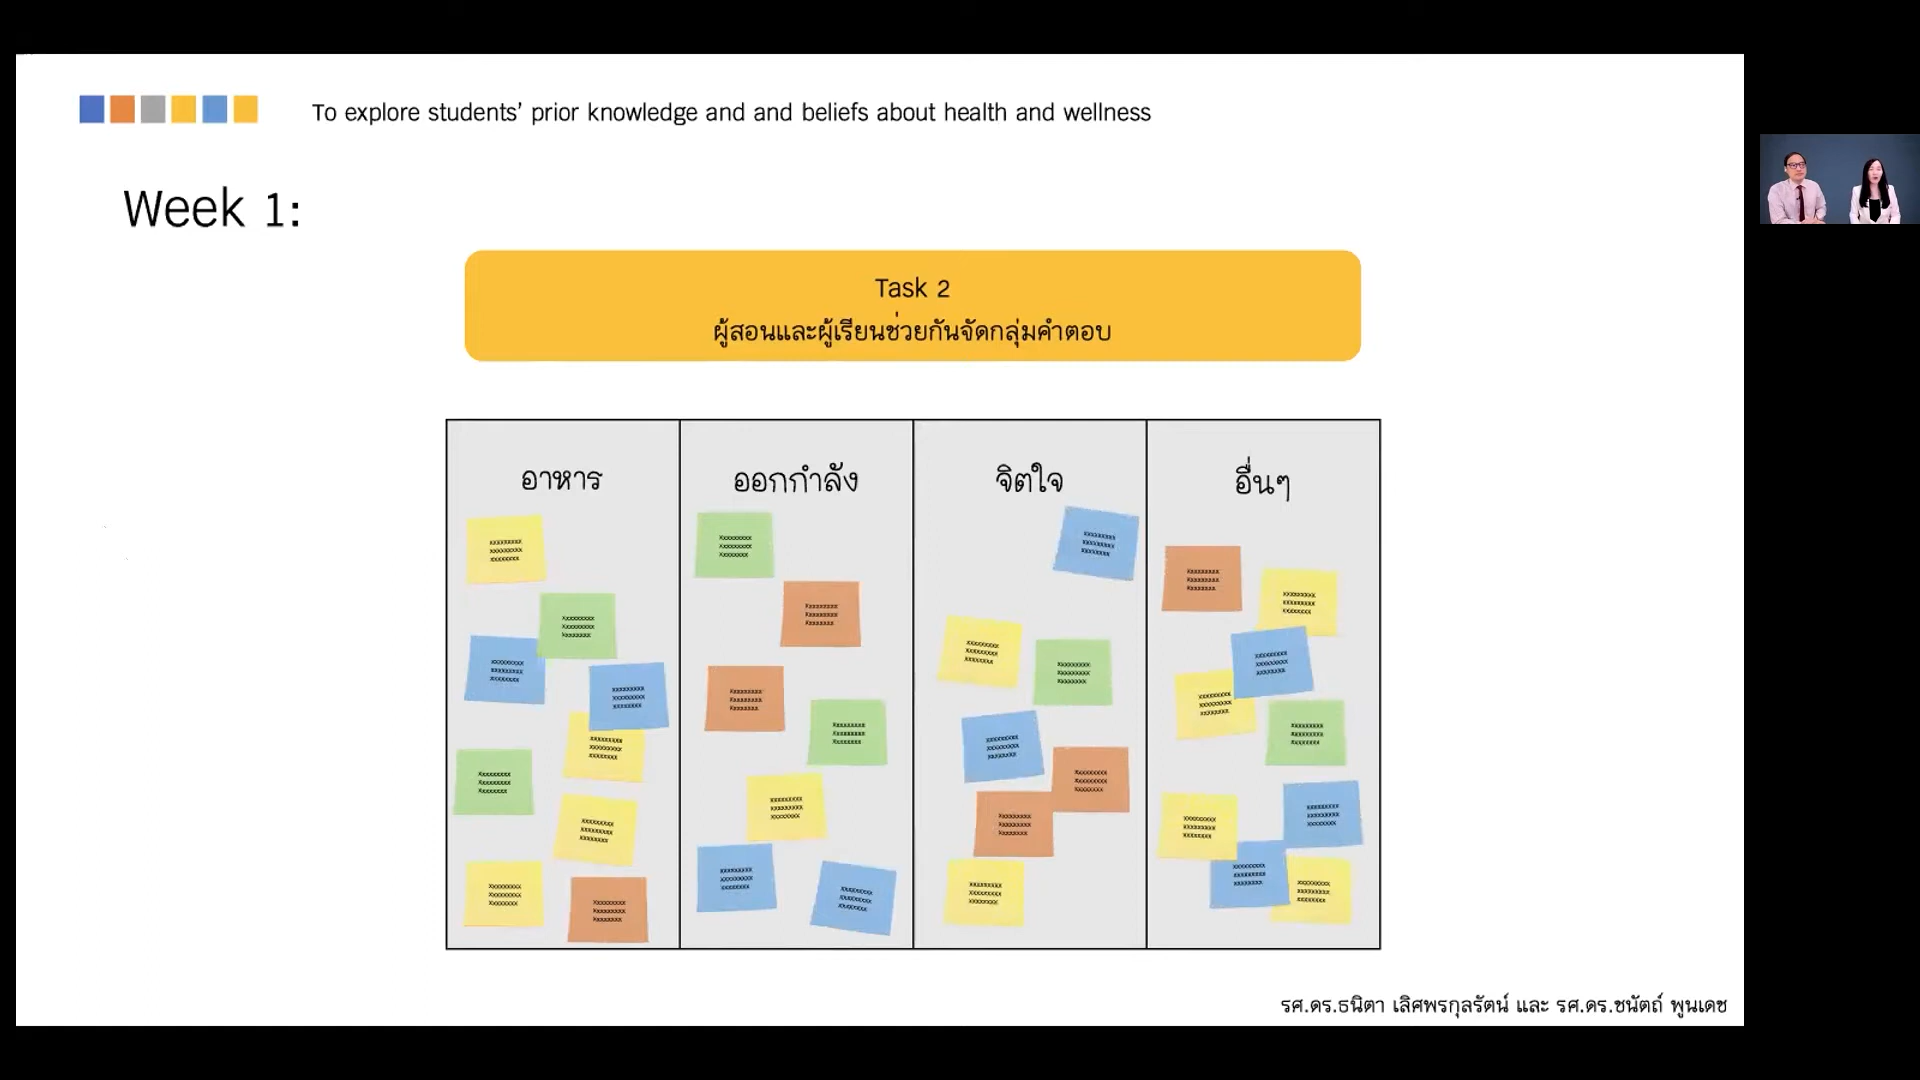 To explore students' prior knowledge and and beliefs about health and wellness
Week 1:
Task 2
ผู้สอนและผู้เรียนช่วยกันจัดกลุ่มคำตอบ
อาหาร
ออกกำลัง
จิตใจ
อื่นๆ
รศ.ดร.ธนิตา เลิศพรกุลรัตน์ และ รศ.ดร.ชนัตถ์ พูนเดช